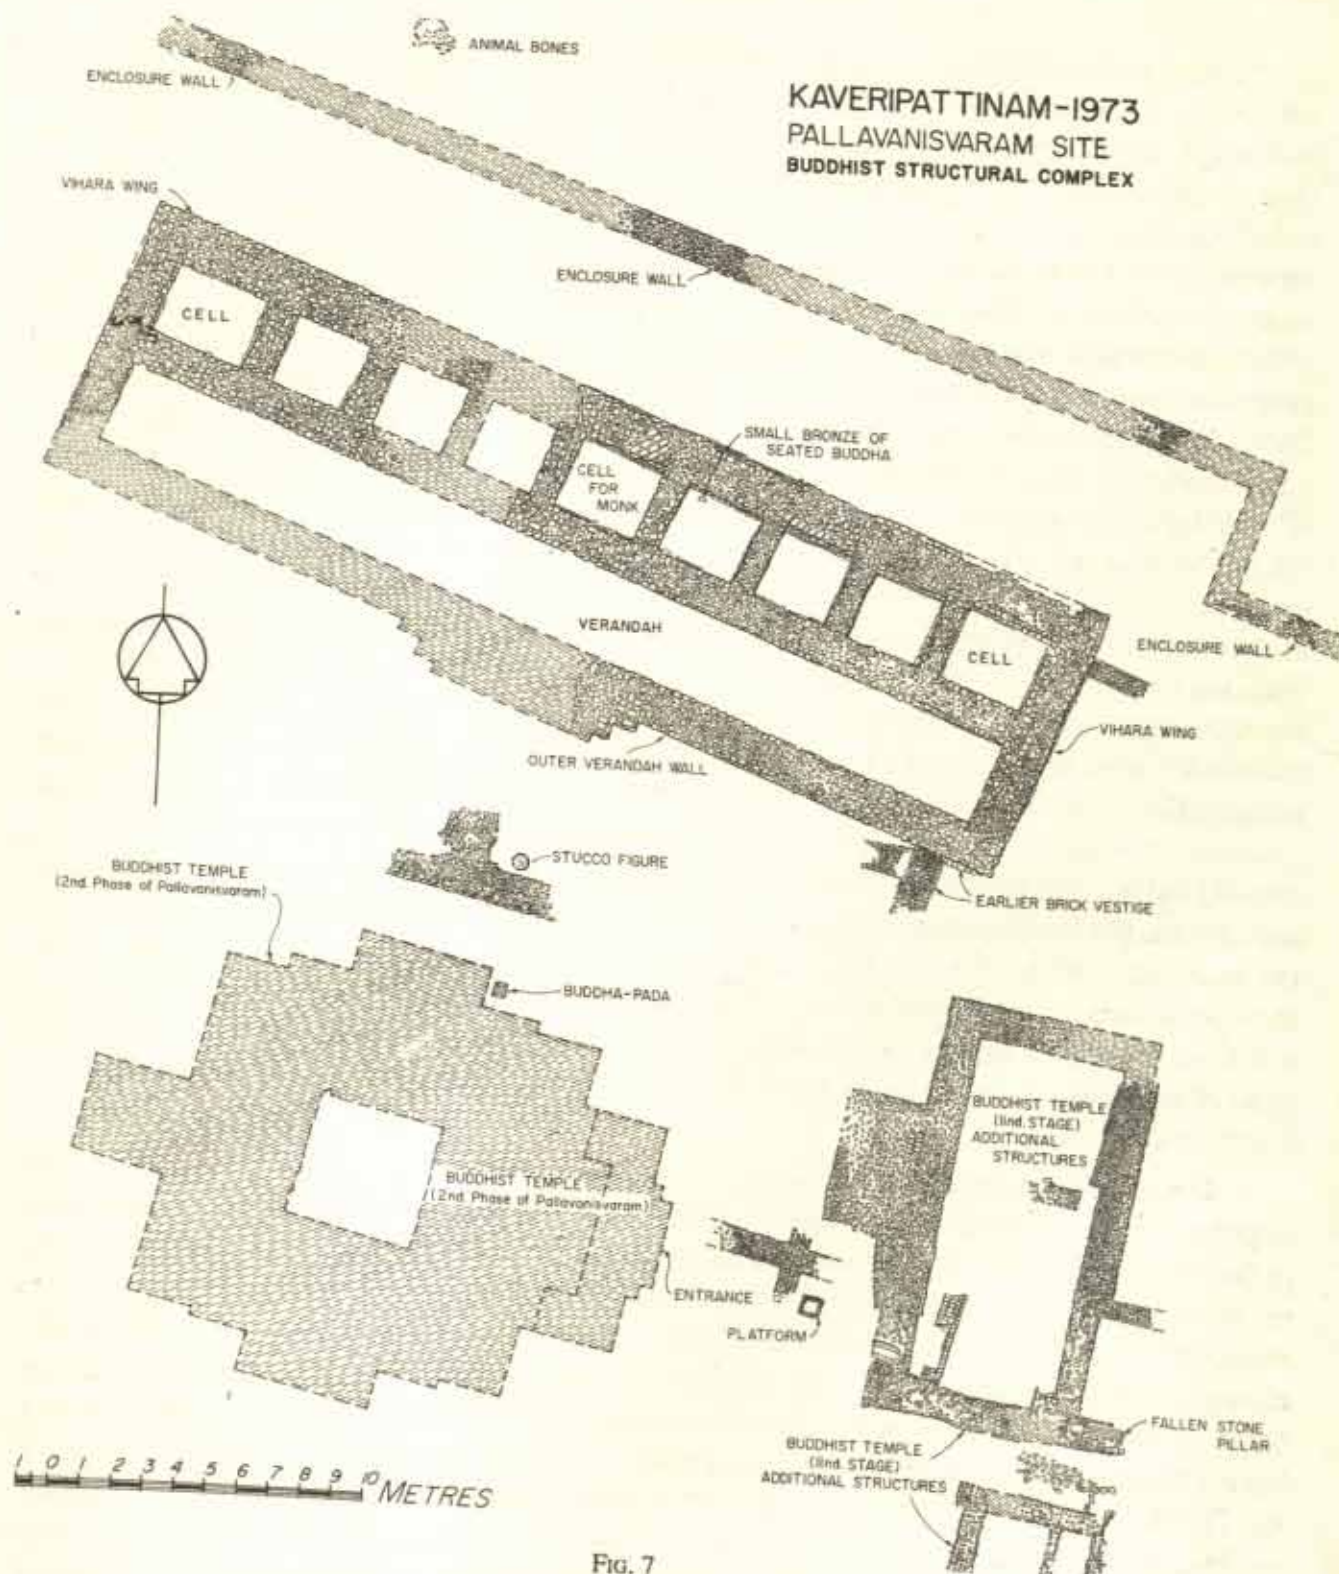 ANIMAL BONES
ENCLOSURE WALL
KAVERIPATTINAM-1973
PALLAVANISVARAM SITE
BUDDHIST STRUCTURAL COMPLEX
VIHARA WING
ENCLOSURE WALL
CELL
SMALL BRONZE OF
SEATED BUDDHA
CELL
FOR
MONK
VERANDAH
CELL
ENCLOSURE WALL
VIHARA WING
OUTER VERANDAH WALL
STUCCO FIGURE
BUDDHIST TEMPLE
(2nd. Phase of Pallavanisvaram)
EARLIER BRICK VESTIGE
BUDDHA-PADA
BUDDHIST TEMPLE
(IInd. STAGE)
ADDITIONAL
STRUCTURES
BUDDHIST TEMPLE
(2nd. Phase of Pallavanisvaram)
ENTRANCE
PLATFORM
FALLEN STONE
PILLAR
BUDDHIST TEMPLE
(IInd. STAGE)
ADDITIONAL STRUCTURES
1 0 1 2 3 4 5 6 7 8 9 10 METRES
FIG. 7